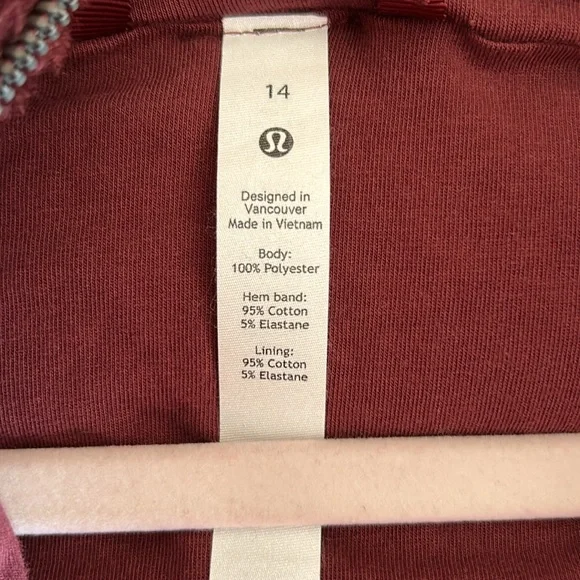 14
Designed in
Vancouver
Made in Vietnam
Body:
100% Polyester
Hem band:
95% Cotton
5% Elastane
Lining:
95% Cotton
5% Elastane